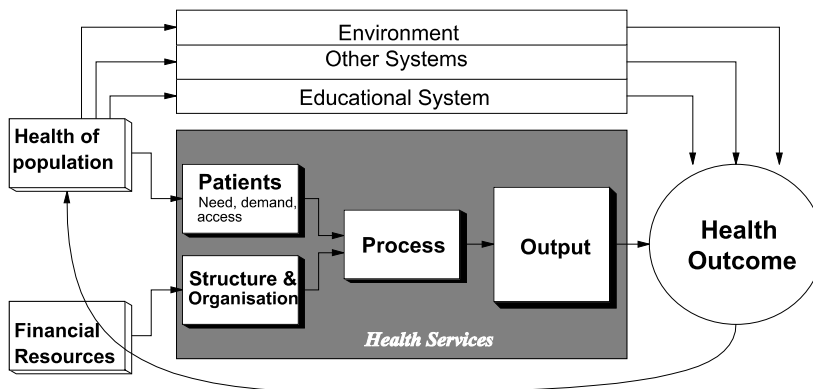 Environment
Other Systems
Educational System
Health of
population
Patients
Need, demand,
access
Structure &
Organisation
Process
Output
Health
Outcome
Financial
Resources
Health Services